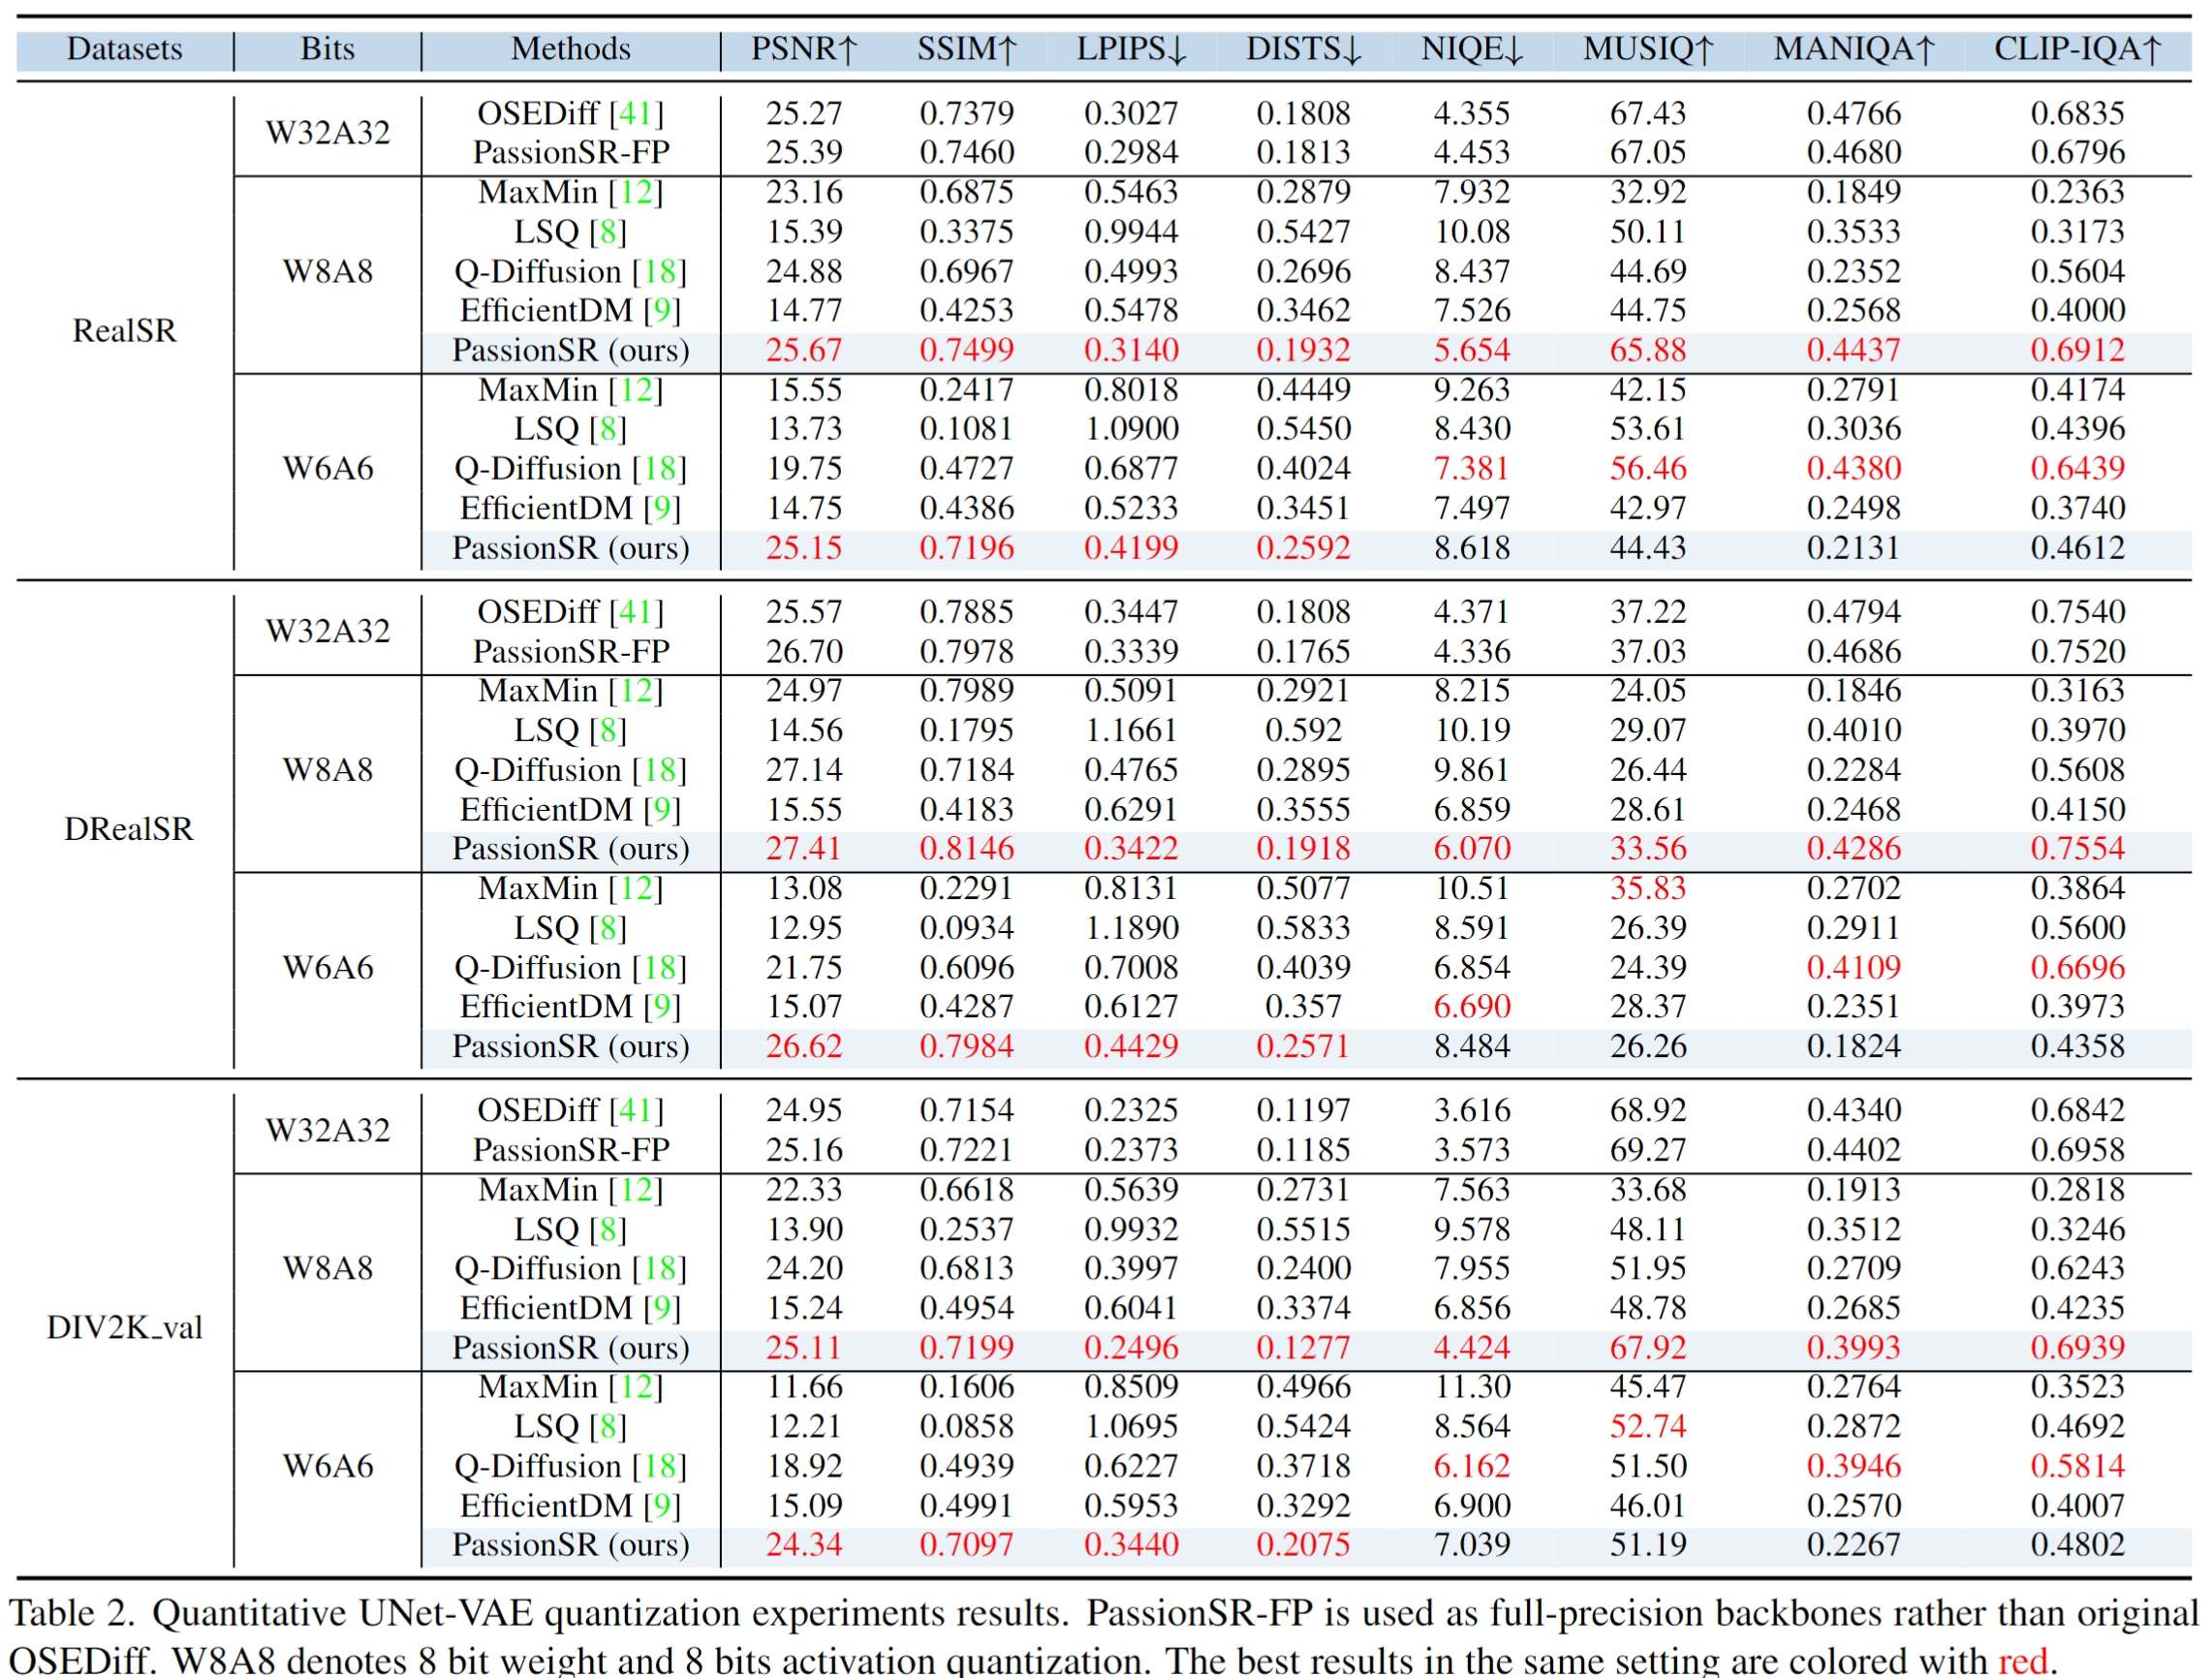 Datasets Bits Methods PSNR↑ SSIM↑ LPIPS↓ DISTS↓ NIQE↓ MUSIQ↑ MANIQA↑ CLIP-IQA↑
RealSR W32A32 OSEDiff [41] 25.27 0.7379 0.3027 0.1808 4.355 67.43 0.4766 0.6835
PassionSR-FP 25.39 0.7460 0.2984 0.1813 4.453 67.05 0.4680 0.6796
W8A8 MaxMin [12] 23.16 0.6875 0.5463 0.2879 7.932 32.92 0.1849 0.2363
LSQ [8] 15.39 0.3375 0.9944 0.5427 10.08 50.11 0.3533 0.3173
Q-Diffusion [18] 24.88 0.6967 0.4993 0.2696 8.437 44.69 0.2352 0.5604
EfficientDM [9] 14.77 0.4253 0.5478 0.3462 7.526 44.75 0.2568 0.4000
PassionSR (ours) 25.67 0.7499 0.3140 0.1932 5.654 65.88 0.4437 0.6912
W6A6 MaxMin [12] 15.55 0.2417 0.8018 0.4449 9.263 42.15 0.2791 0.4174
LSQ [8] 13.73 0.1081 1.0900 0.5450 8.430 53.61 0.3036 0.4396
Q-Diffusion [18] 19.75 0.4727 0.6877 0.4024 7.381 56.46 0.4380 0.6439
EfficientDM [9] 14.75 0.4386 0.5233 0.3451 7.497 42.97 0.2498 0.3740
PassionSR (ours) 25.15 0.7196 0.4199 0.2592 8.618 44.43 0.2131 0.4612
DRealSR W32A32 OSEDiff [41] 25.57 0.7885 0.3447 0.1808 4.371 37.22 0.4794 0.7540
PassionSR-FP 26.70 0.7978 0.3339 0.1765 4.336 37.03 0.4686 0.7520
W8A8 MaxMin [12] 24.97 0.7989 0.5091 0.2921 8.215 24.05 0.1846 0.3163
LSQ [8] 14.56 0.1795 1.1661 0.592 10.19 29.07 0.4010 0.3970
Q-Diffusion [18] 27.14 0.7184 0.4765 0.2895 9.861 26.44 0.2284 0.5608
EfficientDM [9] 15.55 0.4183 0.6291 0.3555 6.859 28.61 0.2468 0.4150
PassionSR (ours) 27.41 0.8146 0.3422 0.1918 6.070 33.56 0.4286 0.7554
W6A6 MaxMin [12] 13.08 0.2291 0.8131 0.5077 10.51 35.83 0.2702 0.3864
LSQ [8] 12.95 0.0934 1.1890 0.5833 8.591 26.39 0.2911 0.5600
Q-Diffusion [18] 21.75 0.6096 0.7008 0.4039 6.854 24.39 0.4109 0.6696
EfficientDM [9] 15.07 0.4287 0.6127 0.357 6.690 28.37 0.2351 0.3973
PassionSR (ours) 26.62 0.7984 0.4429 0.2571 8.484 26.26 0.1824 0.4358
DIV2K_val W32A32 OSEDiff [41] 24.95 0.7154 0.2325 0.1197 3.616 68.92 0.4340 0.6842
PassionSR-FP 25.16 0.7221 0.2373 0.1185 3.573 69.27 0.4402 0.6958
W8A8 MaxMin [12] 22.33 0.6618 0.5639 0.2731 7.563 33.68 0.1913 0.2818
LSQ [8] 13.90 0.2537 0.9932 0.5515 9.578 48.11 0.3512 0.3246
Q-Diffusion [18] 24.20 0.6813 0.3997 0.2400 7.955 51.95 0.2709 0.6243
EfficientDM [9] 15.24 0.4954 0.6041 0.3374 6.856 48.78 0.2685 0.4235
PassionSR (ours) 25.11 0.7199 0.2496 0.1277 4.424 67.92 0.3993 0.6939
W6A6 MaxMin [12] 11.66 0.1606 0.8509 0.4966 11.30 45.47 0.2764 0.3523
LSQ [8] 12.21 0.0858 1.0695 0.5424 8.564 52.74 0.2872 0.4692
Q-Diffusion [18] 18.92 0.4939 0.6227 0.3718 6.162 51.50 0.3946 0.5814
EfficientDM [9] 15.09 0.4991 0.5953 0.3292 6.900 46.01 0.2570 0.4007
PassionSR (ours) 24.34 0.7097 0.3440 0.2075 7.039 51.19 0.2267 0.4802
Table 2. Quantitative UNet-VAE quantization experiments results. PassionSR-FP is used as full-precision backbones rather than original
OSEDiff. W8A8 denotes 8 bit weight and 8 bits activation quantization. The best results in the same setting are colored with red.